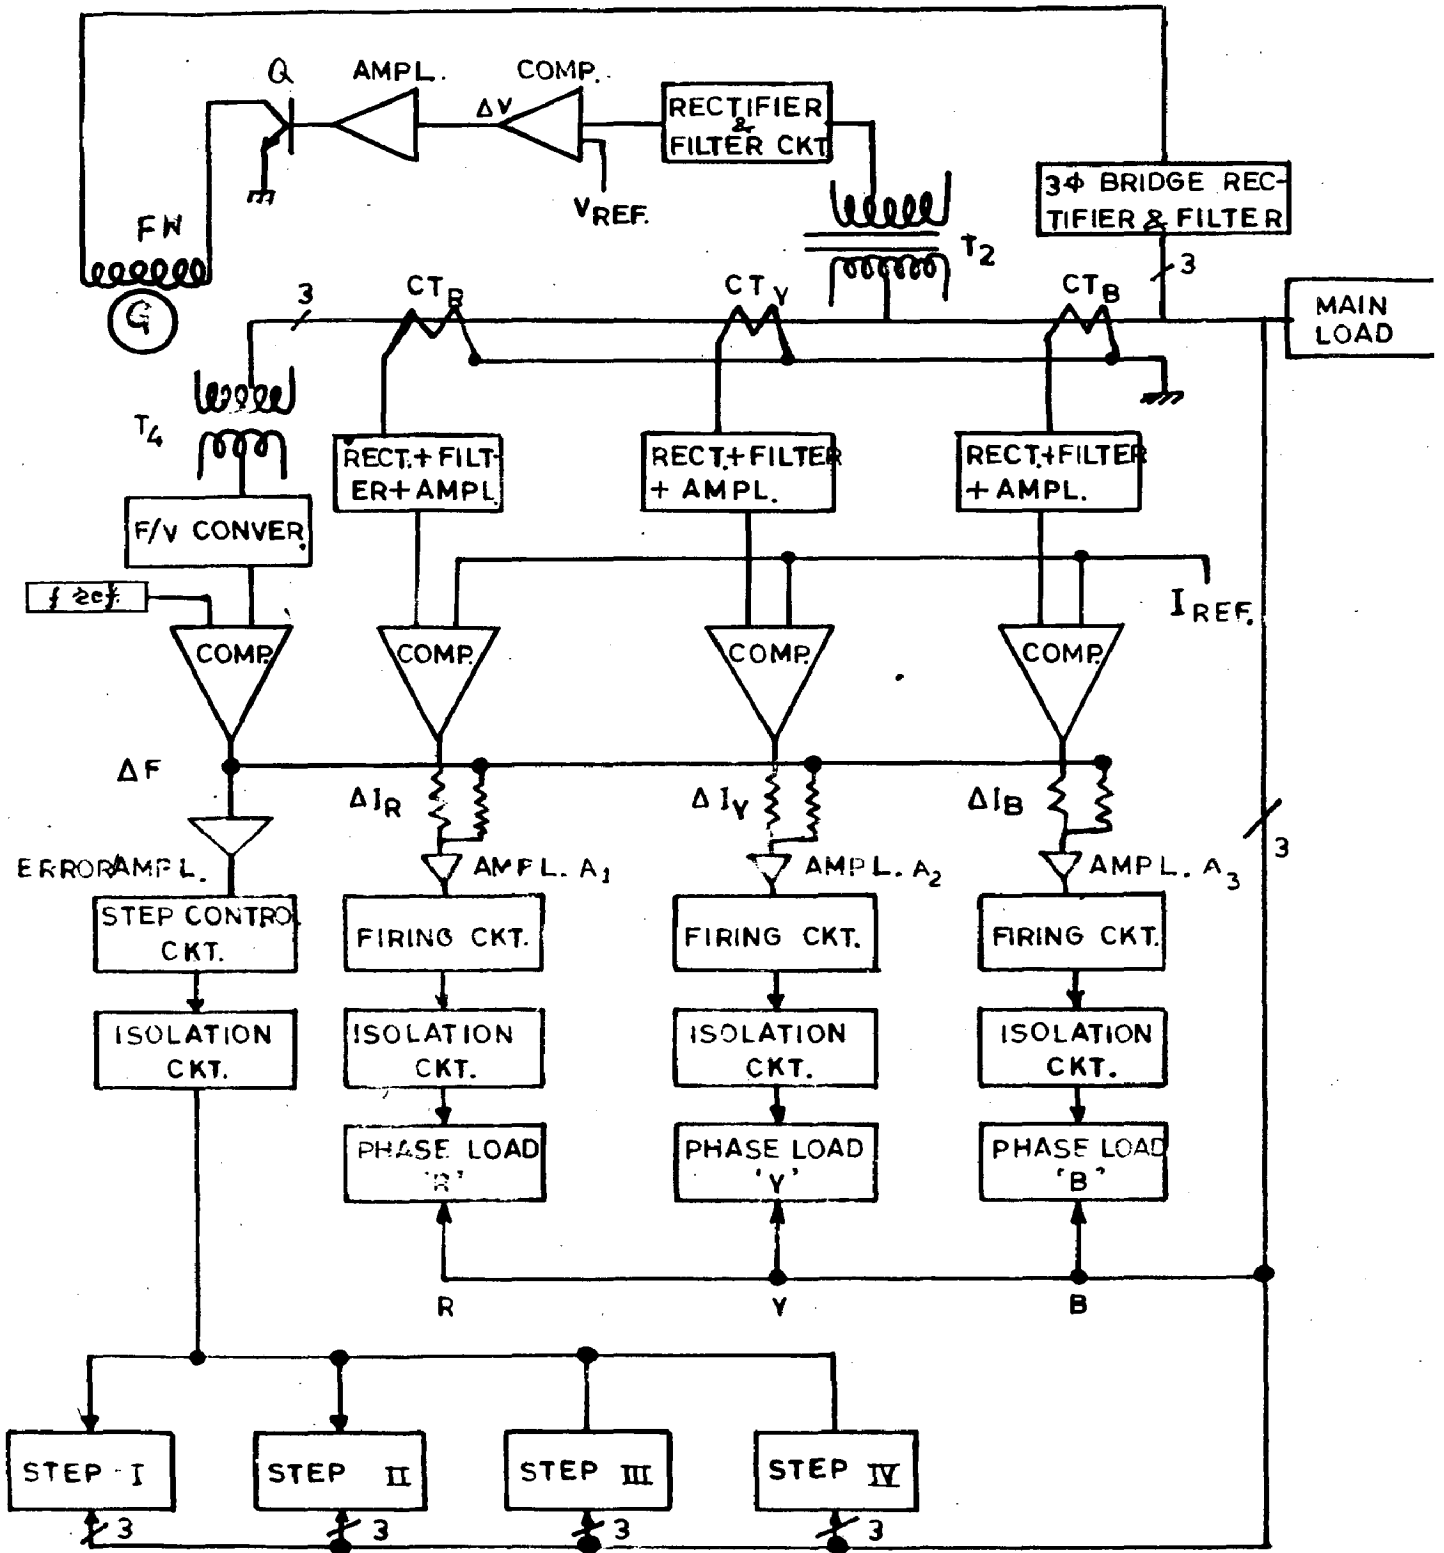 Q
AMPL.
COMP.
ΔV
RECTIFIER
&
FILTER CKT
VREF.
3Φ BRIDGE REC-
TIFIER & FILTER
FW
T2
3
G
3
CTR
CTY
CTB
MAIN
LOAD
T4
RECT.+FILT-
ER+AMPL
RECT.+FILTER
+ AMPL.
RECT.+FILTER
+ AMPL.
F/V CONVER.
f ref.
IREF.
COMP.
COMP.
COMP.
COMP.
ΔF
ΔIR
ΔIY
ΔIB
3
ERROR AMPL.
AMPL. A1
AMPL. A2
AMPL. A3
STEP CONTROL
CKT.
FIRING CKT.
FIRING CKT.
FIRING CKT.
ISOLATION
CKT.
ISOLATION
CKT.
ISOLATION
CKT.
ISOLATION
CKT.
PHASE LOAD
'R'
PHASE LOAD
'Y'
PHASE LOAD
'B'
R
Y
B
STEP - I
STEP II
STEP III
STEP IV
3
3
3
3